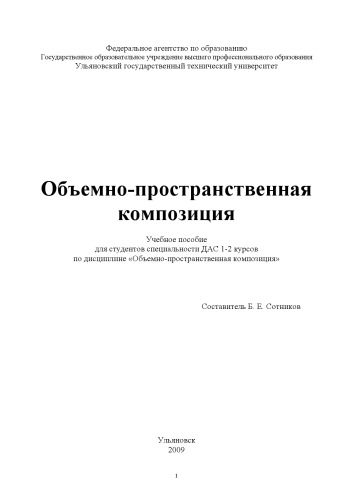 Федеральное агентство по образованию
Государственное образовательное учреждение высшего профессионального образования
Ульяновский государственный технический университет
Объемно-пространственная
композиция
Учебное пособие
для студентов специальности ДАС 1-2 курсов
по дисциплине «Объемно-пространственная композиция»
Составитель Б. Е. Сотников
Ульяновск
2009
1